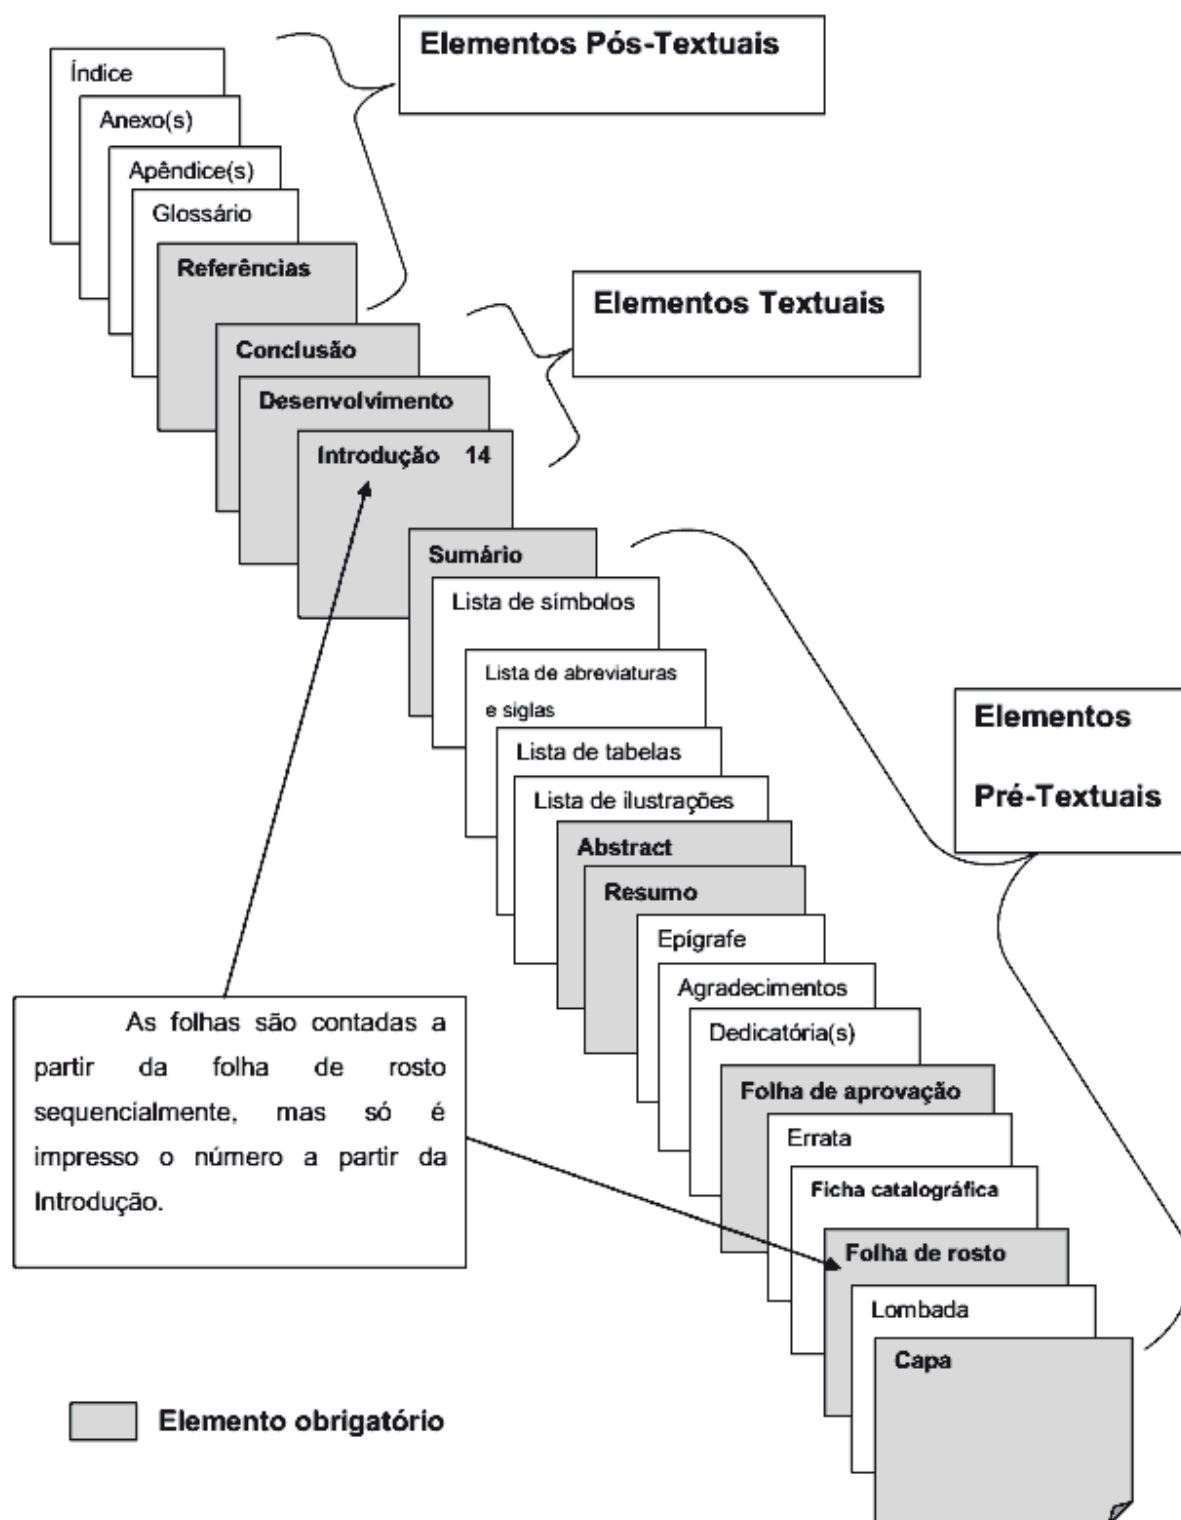 Elementos Pós-Textuais
Índice
Anexo(s)
Apêndice(s)
Glossário
Referências
Elementos Textuais
Conclusão
Desenvolvimento
Introdução 14
Sumário
Lista de símbolos
Lista de abreviaturas
e siglas
Lista de tabelas
Lista de ilustrações
Elementos
Pré-Textuais
Abstract
Resumo
Epígrafe
Agradecimentos
Dedicatória(s)
Folha de aprovação
Errata
Ficha catalográfica
Folha de rosto
Lombada
Capa
As folhas são contadas a
partir da folha de rosto
sequencialmente, mas só é
impresso o número a partir da
Introdução.
Elemento obrigatório